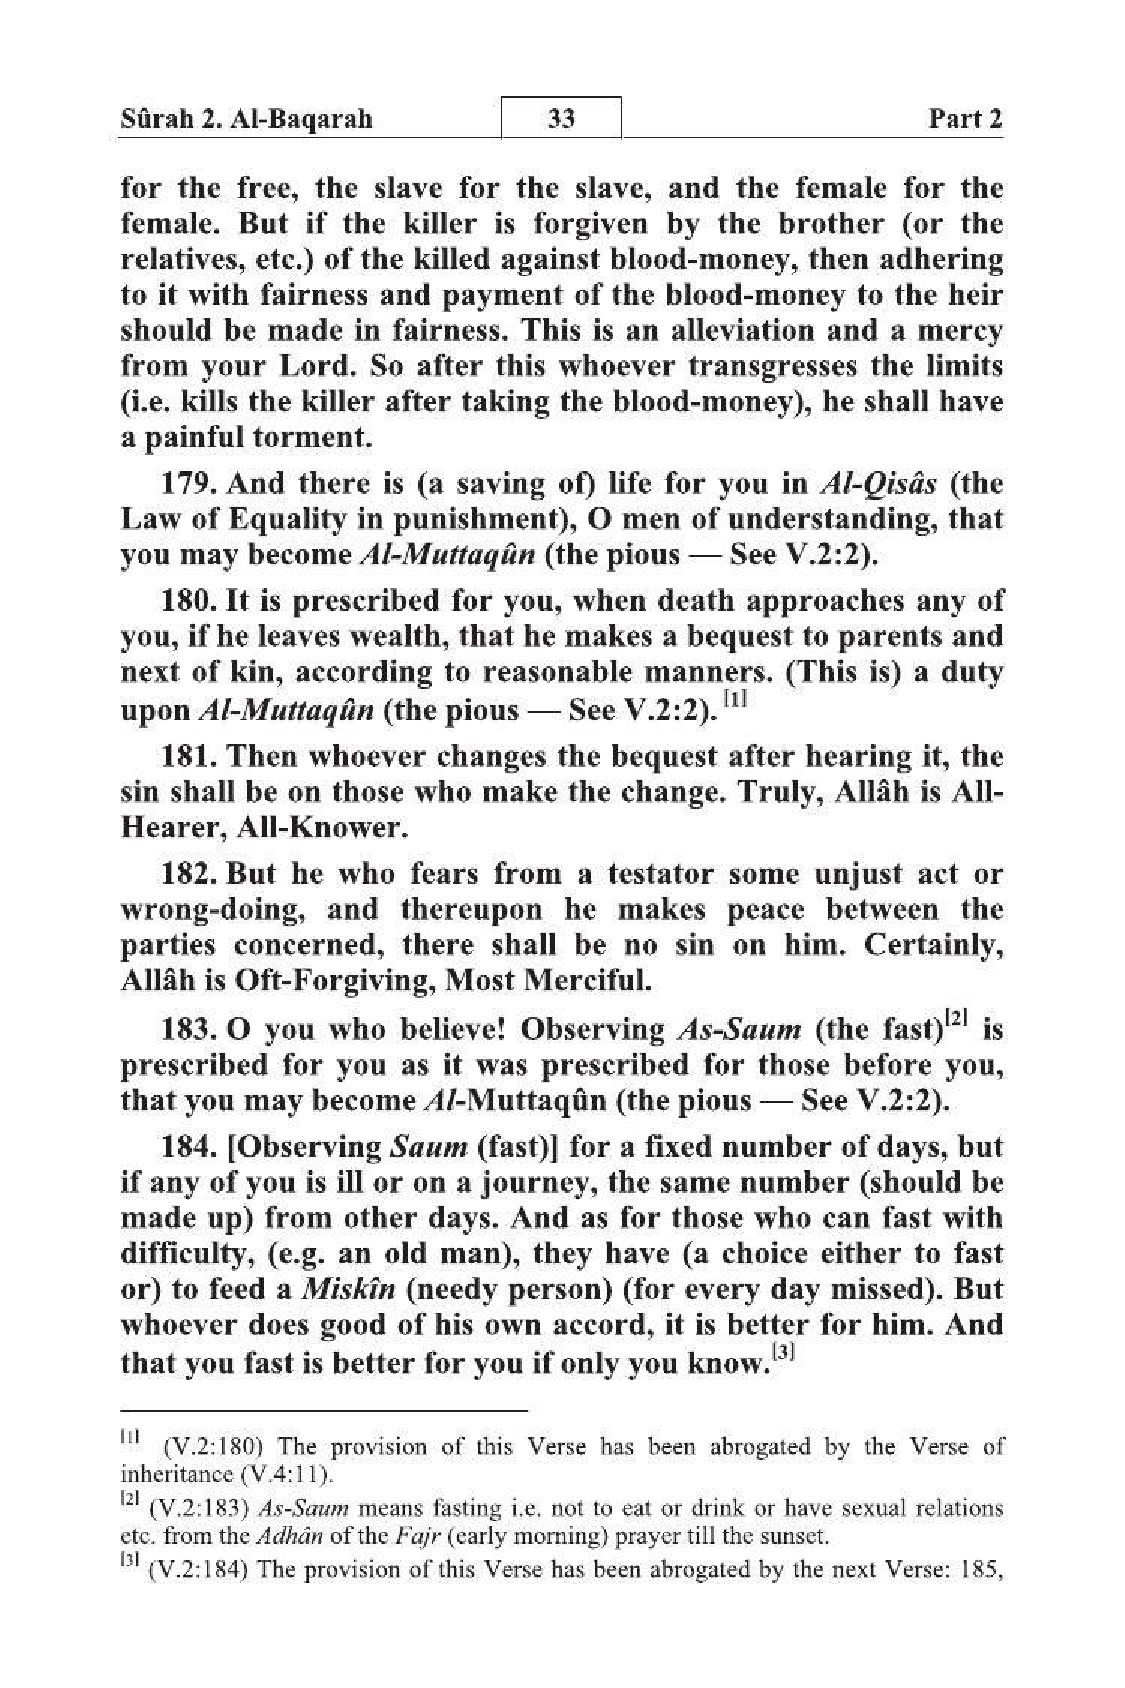 Sûrah 2. Al-Baqarah 33 Part 2
for the free, the slave for the slave, and the female for the
female. But if the killer is forgiven by the brother (or the
relatives, etc.) of the killed against blood-money, then adhering
to it with fairness and payment of the blood-money to the heir
should be made in fairness. This is an alleviation and a mercy
from your Lord. So after this whoever transgresses the limits
(i.e. kills the killer after taking the blood-money), he shall have
a painful torment.
179. And there is (a saving of) life for you in Al-Qisâs (the
Law of Equality in punishment), O men of understanding, that
you may become Al-Muttaqûn (the pious — See V.2:2).
180. It is prescribed for you, when death approaches any of
you, if he leaves wealth, that he makes a bequest to parents and
next of kin, according to reasonable manners. (This is) a duty
upon Al-Muttaqûn (the pious — See V.2:2). [1]
181. Then whoever changes the bequest after hearing it, the
sin shall be on those who make the change. Truly, Allâh is All-
Hearer, All-Knower.
182. But he who fears from a testator some unjust act or
wrong-doing, and thereupon he makes peace between the
parties concerned, there shall be no sin on him. Certainly,
Allâh is Oft-Forgiving, Most Merciful.
183. O you who believe! Observing As-Saum (the fast)[2] is
prescribed for you as it was prescribed for those before you,
that you may become Al-Muttaqûn (the pious — See V.2:2).
184. [Observing Saum (fast)] for a fixed number of days, but
if any of you is ill or on a journey, the same number (should be
made up) from other days. And as for those who can fast with
difficulty, (e.g. an old man), they have (a choice either to fast
or) to feed a Miskîn (needy person) (for every day missed). But
whoever does good of his own accord, it is better for him. And
that you fast is better for you if only you know.[3]
[1] (V.2:180) The provision of this Verse has been abrogated by the Verse of
inheritance (V.4:11).
[2] (V.2:183) As-Saum means fasting i.e. not to eat or drink or have sexual relations
etc. from the Adhân of the Fajr (early morning) prayer till the sunset.
[3] (V.2:184) The provision of this Verse has been abrogated by the next Verse: 185,